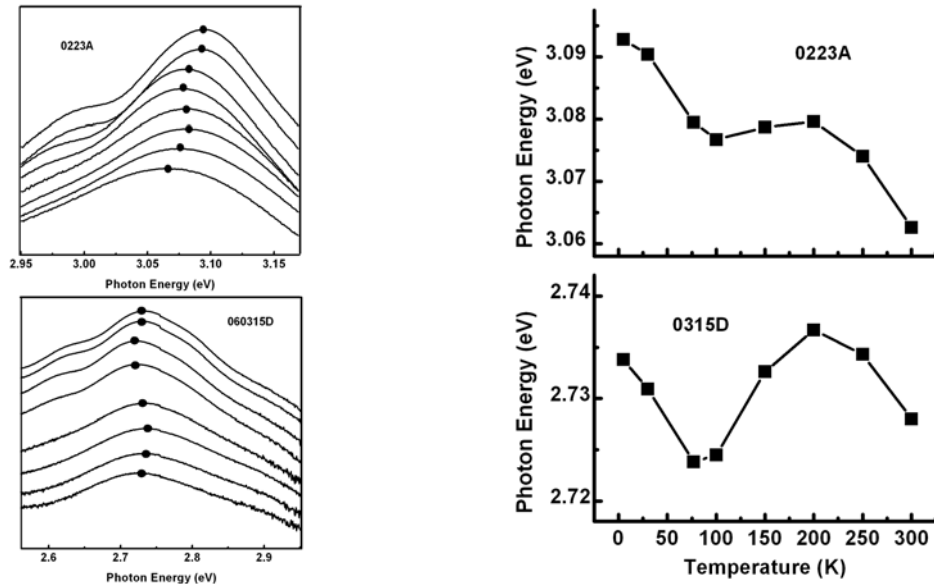 0223A
2.95 3.00 3.05 3.10 3.15
Photon Energy (eV)
060315D
2.6 2.7 2.8 2.9
Photon Energy (eV)
Photon Energy (eV)
3.09
3.08
3.07
3.06
0223A
Photon Energy (eV)
2.74
2.73
2.72
0315D
0 50 100 150 200 250 300
Temperature (K)